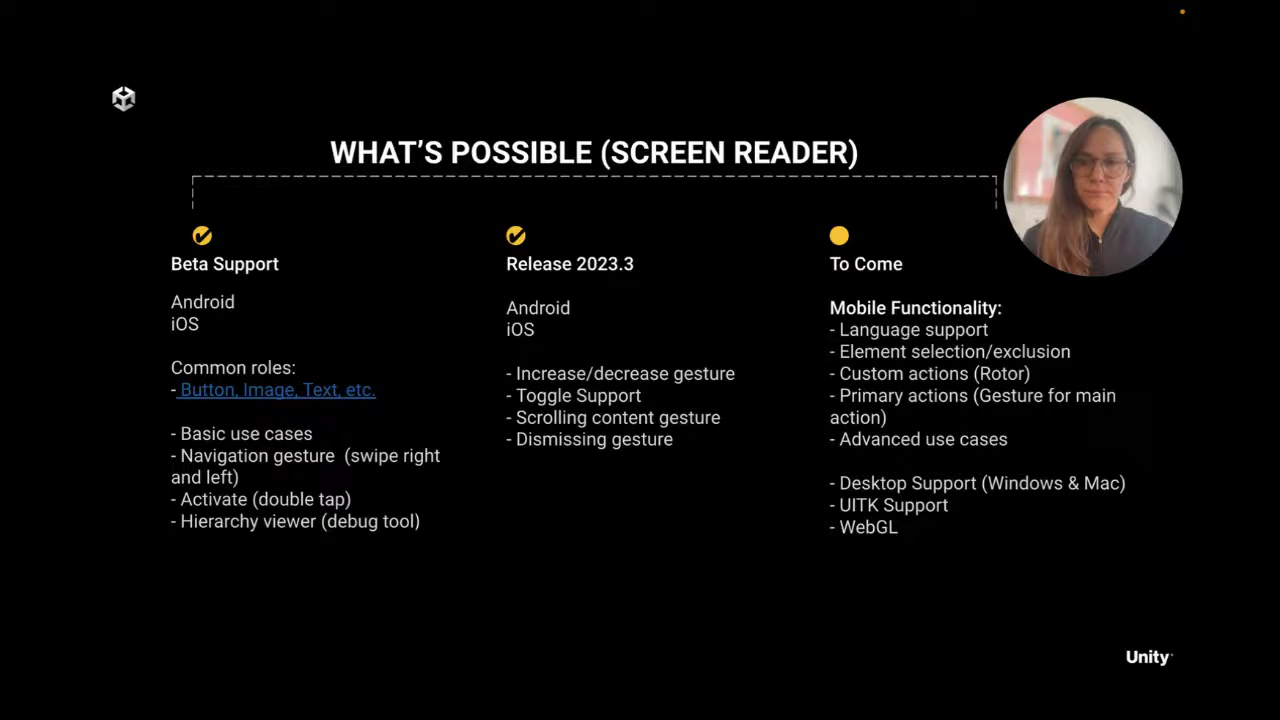 WHAT'S POSSIBLE (SCREEN READER)
Beta Support
Android
iOS
Common roles:
- Button, Image, Text, etc.
- Basic use cases
- Navigation gesture  (swipe right
and left)
- Activate (double tap)
- Hierarchy viewer (debug tool)
Release 2023.3
Android
iOS
- Increase/decrease gesture
- Toggle Support
- Scrolling content gesture
- Dismissing gesture
To Come
Mobile Functionality:
- Language support
- Element selection/exclusion
- Custom actions (Rotor)
- Primary actions (Gesture for main
action)
- Advanced use cases
- Desktop Support (Windows & Mac)
- UITK Support
- WebGL
Unity